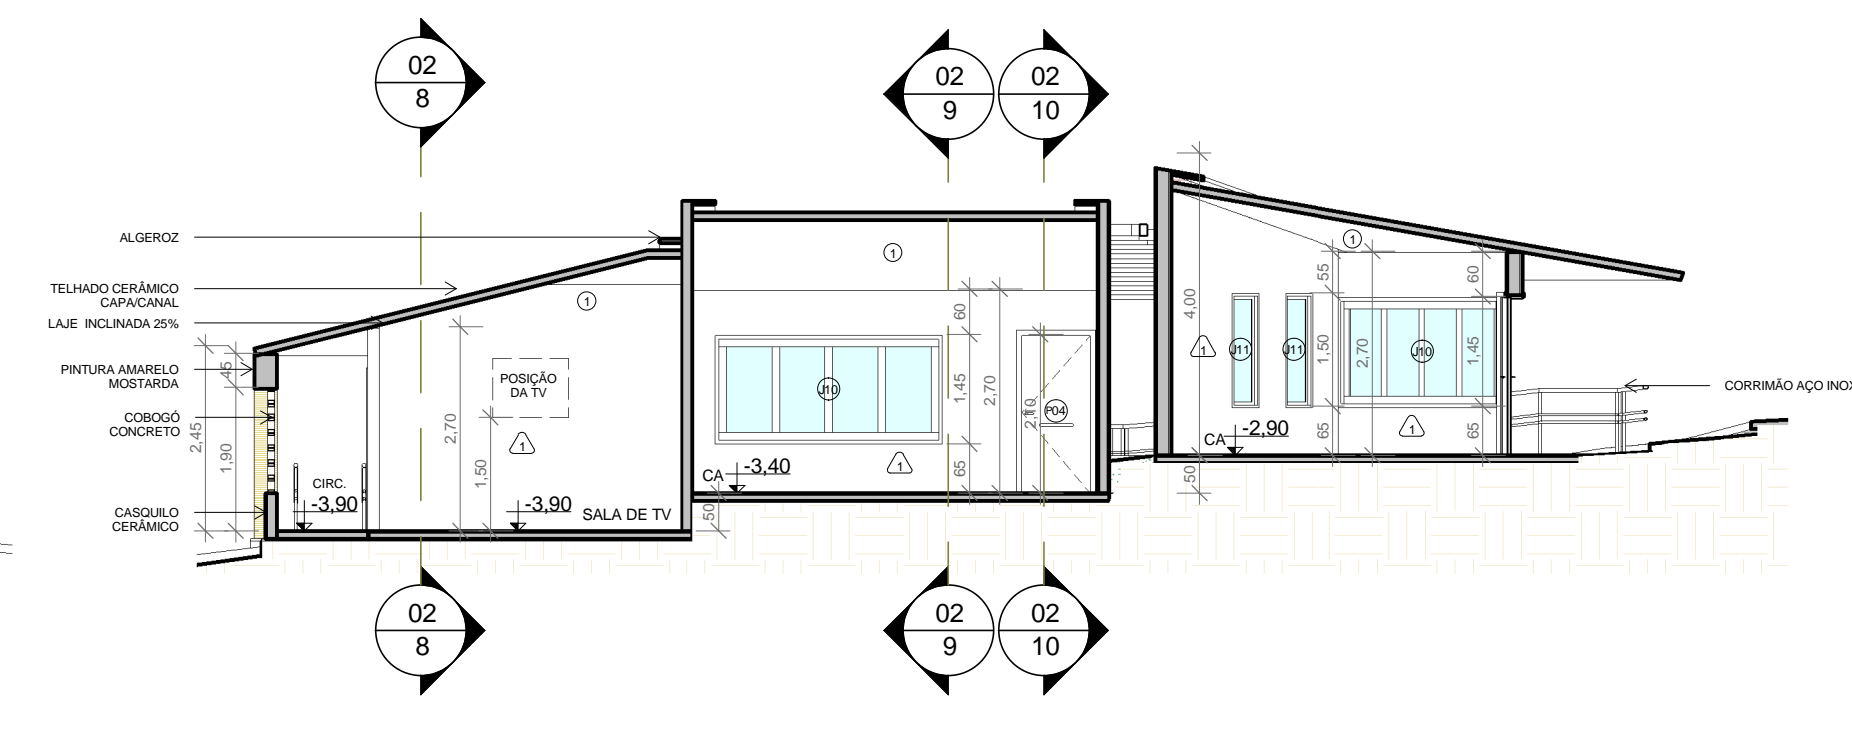 02
8
02
9
02
10
ALGEROZ
TELHADO CERÂMICO
CAPA/CANAL
LAJE INCLINADA 25%
PINTURA AMARELO
MOSTARDA
COBOGÓ
CONCRETO
CASQUILO
CERÂMICO
2,45
45
1,90
CIRC.
-3,90
2,70
1,50
POSIÇÃO
DA TV
1
1
-3,90
SALA DE TV
50
CA
-3,40
J10
1
1
60
1,45
65
2,70
2,10
P04
4,00
50
1
CA
-2,90
J11
J11
55
1,50
65
2,70
1
J10
1
60
1,45
65
CORRIMÃO AÇO INOX
02
8
02
9
02
10